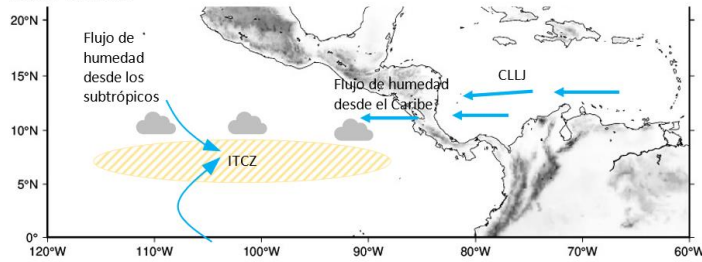 20°N
15°N
10°N
5°N
0°
120°W
110°W
100°W
90°W
80°W
70°W
60°W
Flujo de
humedad
desde los
subtrópicos
Flujo de humedad
desde el Caribe
CLLJ
ITCZ